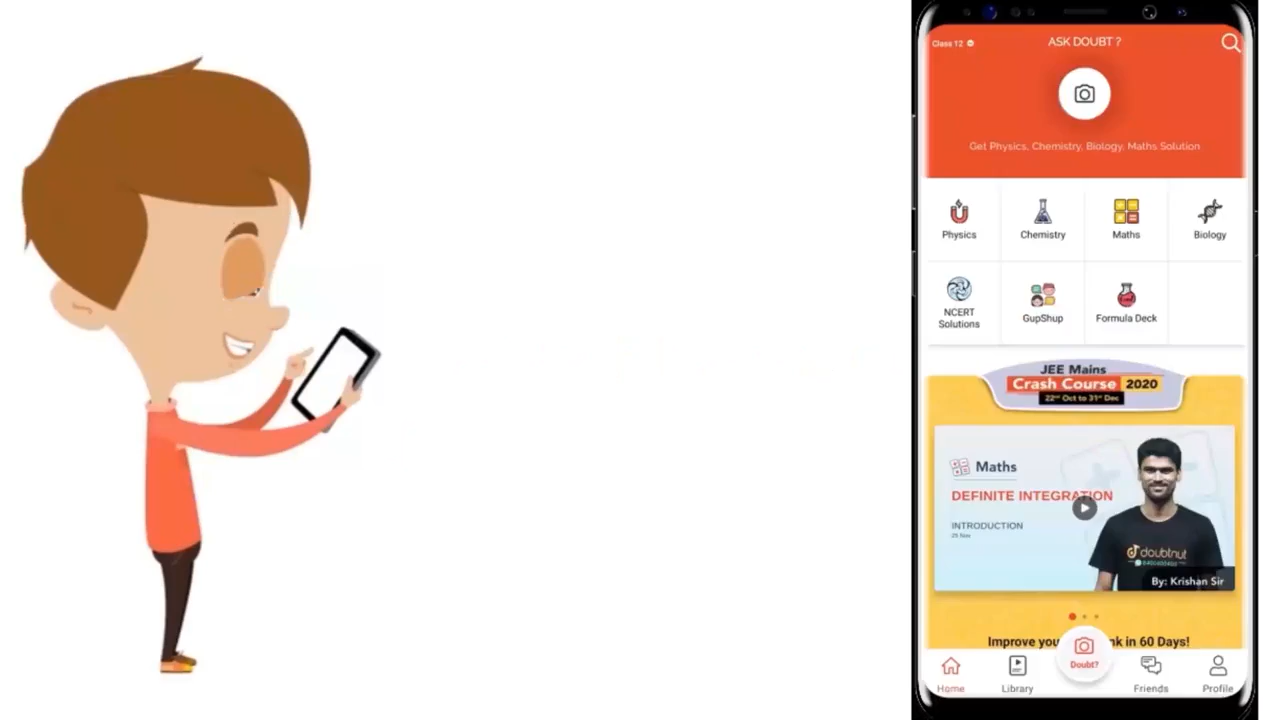 Class 12
ASK DOUBT ?
Get Physics, Chemistry, Biology, Maths Solution
Physics
Chemistry
Maths
Biology
NCERT
Solutions
GupShup
Formula Deck
JEE Mains
Crash Course 2020
22nd Oct to 31st Dec
Maths
DEFINITE INTEGRATION
INTRODUCTION
doubtnut
By: Krishan Sir
Improve you nk in 60 Days!
Doubt?
Home
Library
Friends
Profile